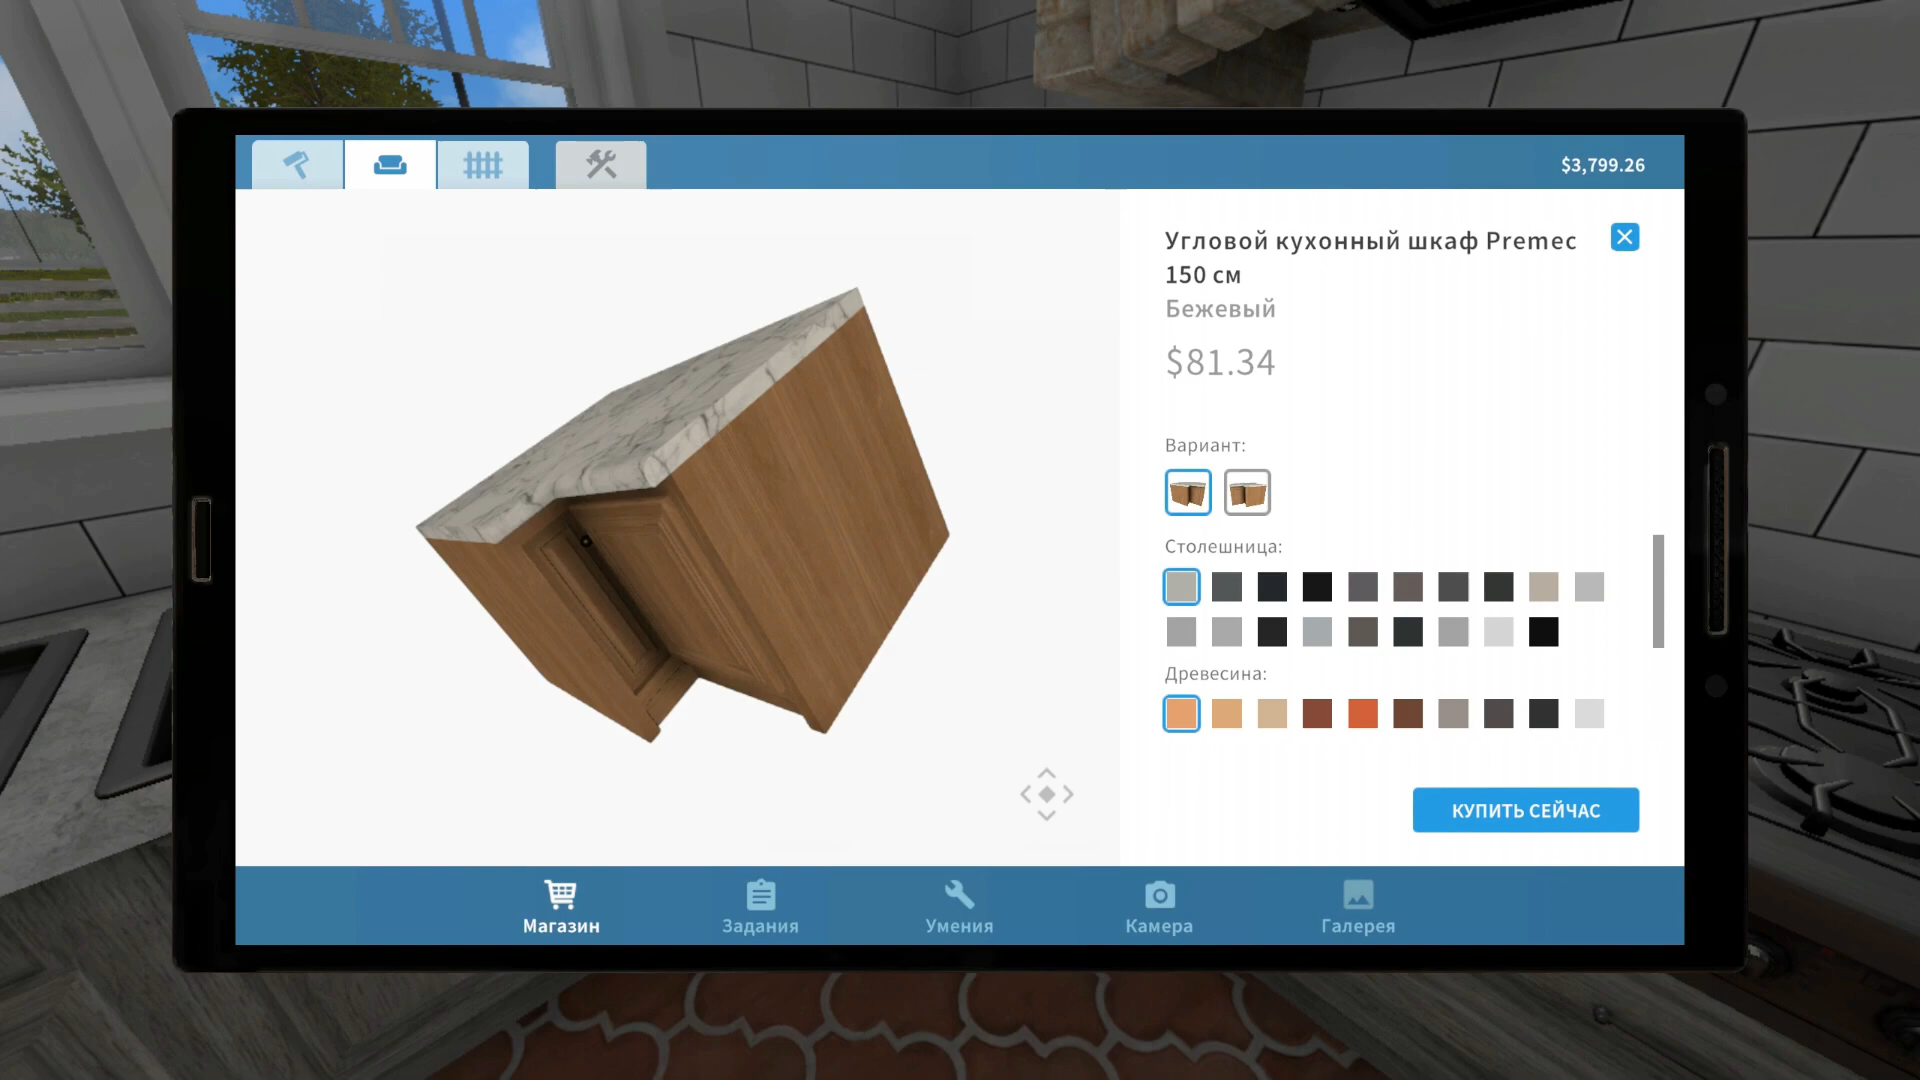 $3,799.26
Угловой кухонный шкаф Premec
150 см
Бежевый
$81.34
Вариант:
Столешница:
Древесина:
КУПИТЬ СЕЙЧАС
Магазин
Задания
Умения
Камера
Галерея